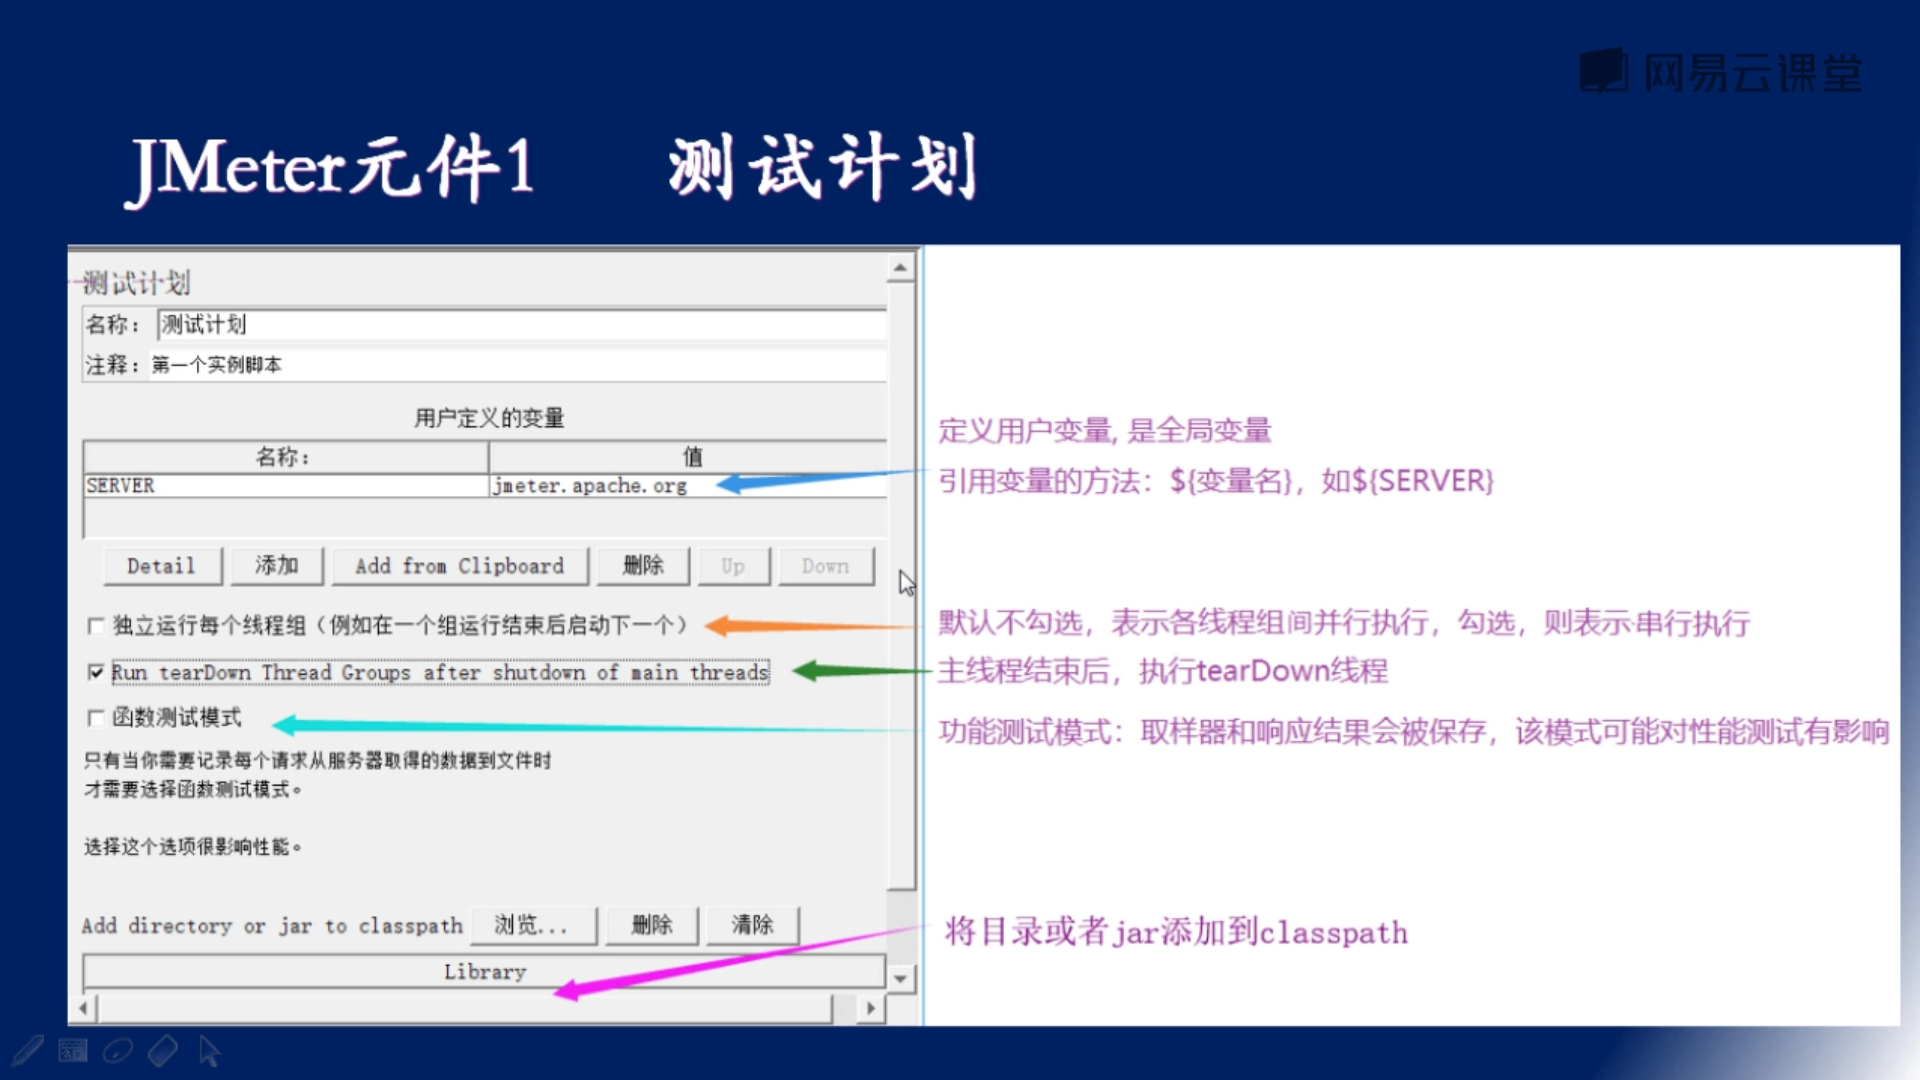 网易云课堂
JMeter元件1 测试计划
测试计划
名称： 测试计划
注释： 第一个实例脚本
用户定义的变量
名称： 值
SERVER jmeter.apache.org
Detail 添加 Add from Clipboard 删除 Up Down
独立运行每个线程组（例如在一个组运行结束后启动下一个）
Run tearDown Thread Groups after shutdown of main threads
函数测试模式
只有当你需要记录每个请求从服务器取得的数据到文件时
才需要选择函数测试模式。
选择这个选项很影响性能。
Add directory or jar to classpath 浏览... 删除 清除
Library
定义用户变量, 是全局变量
引用变量的方法：${变量名}，如${SERVER}
默认不勾选，表示各线程组间并行执行，勾选，则表示串行执行
主线程结束后，执行tearDown线程
功能测试模式：取样器和响应结果会被保存，该模式可能对性能测试有影响
将目录或者jar添加到classpath